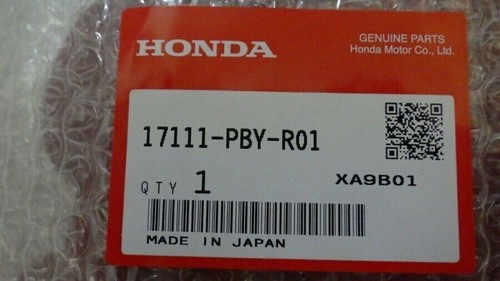 HONDA
GENUINE PARTS
Honda Motor Co., Ltd.
17111-PBY-R01
QTY 1
XA9B01
MADE IN JAPAN